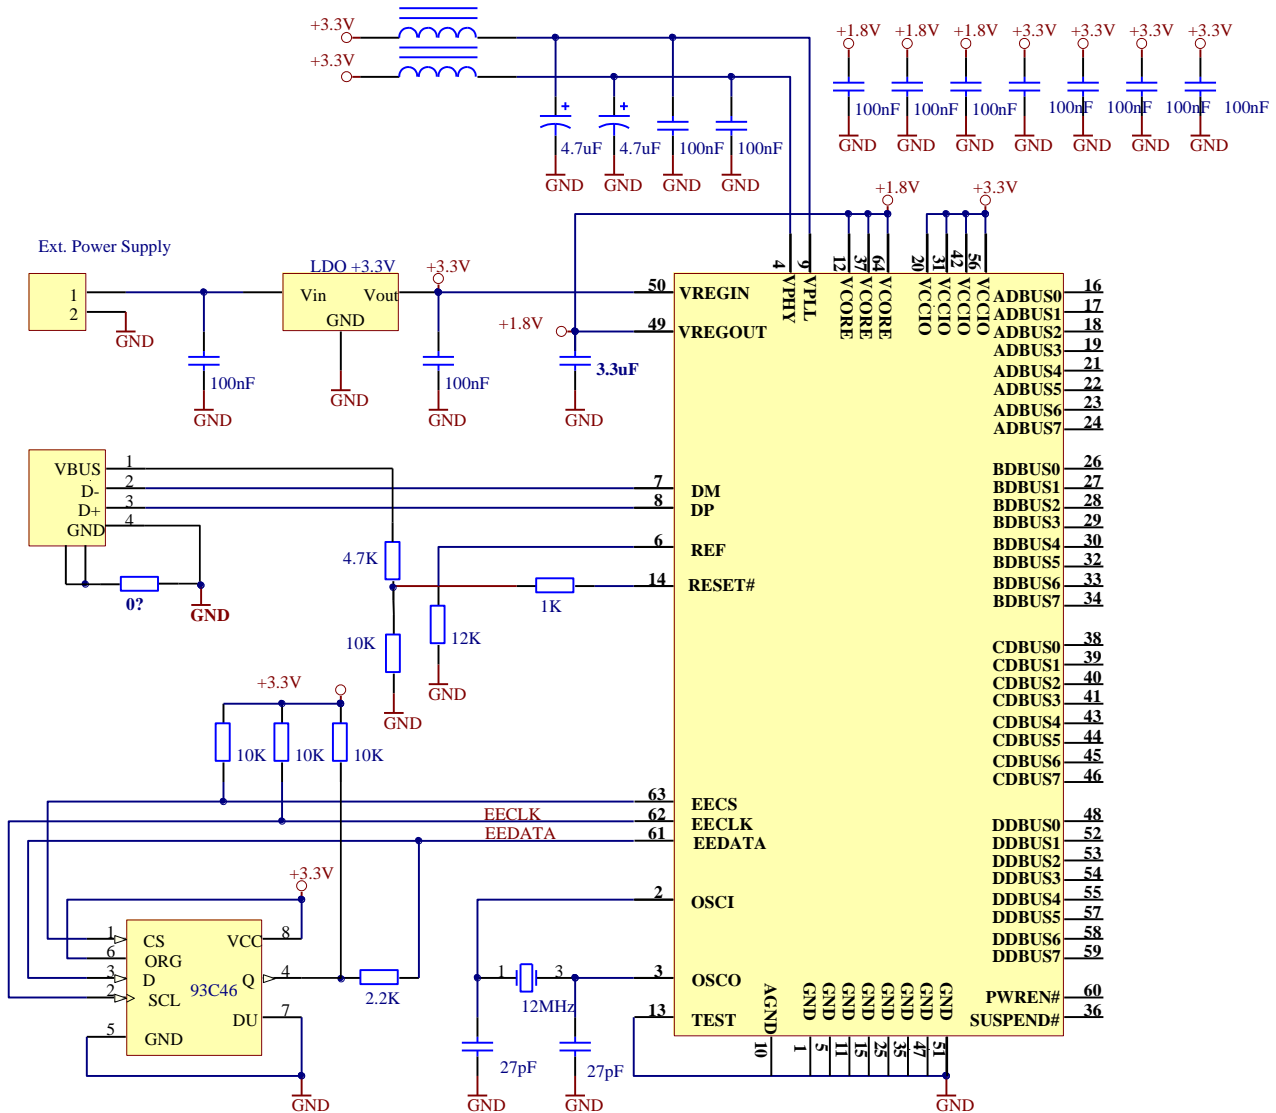 +3.3V
+3.3V
4.7uF 4.7uF 100nF 100nF
GND GND GND GND
+1.8V +1.8V +1.8V +3.3V +3.3V +3.3V +3.3V
100nF 100nF 100nF 100nF 100nF 100nF 100nF
GND GND GND GND GND GND GND
+1.8V
+3.3V
4 9 12 37 64 20 31 42 56
VPHY VPLL VCORE VCORE VCORE VCCIO VCCIO VCCIO VCCIO
Ext. Power Supply
1
2
GND
100nF
GND
LDO +3.3V
Vin Vout
GND
GND
+3.3V
100nF
GND
+1.8V
3.3uF
GND
50 VREGIN
49 VREGOUT
VBUS 1
D- 2
D+ 3
GND 4
0?
GND
4.7K
10K
GND
1K
12K
GND
7 DM
8 DP
6 REF
14 RESET#
+3.3V
10K 10K 10K
63 EECS
EECLK 62 EECLK
EEDATA 61 EEDATA
+3.3V
1 CS VCC 8
6 ORG
3 D Q 4
2 SCL
93C46
DU 7
5 GND
2.2K
GND
2 OSCI
3 OSCO
13 TEST
1 3
12MHz
27pF 27pF
GND GND
AGND GND GND GND GND GND GND GND GND
10 1 5 11 15 25 35 47 51
GND
ADBUS0 16
ADBUS1 17
ADBUS2 18
ADBUS3 19
ADBUS4 21
ADBUS5 22
ADBUS6 23
ADBUS7 24
BDBUS0 26
BDBUS1 27
BDBUS2 28
BDBUS3 29
BDBUS4 30
BDBUS5 32
BDBUS6 33
BDBUS7 34
CDBUS0 38
CDBUS1 39
CDBUS2 40
CDBUS3 41
CDBUS4 43
CDBUS5 44
CDBUS6 45
CDBUS7 46
DDBUS0 48
DDBUS1 52
DDBUS2 53
DDBUS3 54
DDBUS4 55
DDBUS5 57
DDBUS6 58
DDBUS7 59
PWREN# 60
SUSPEND# 36